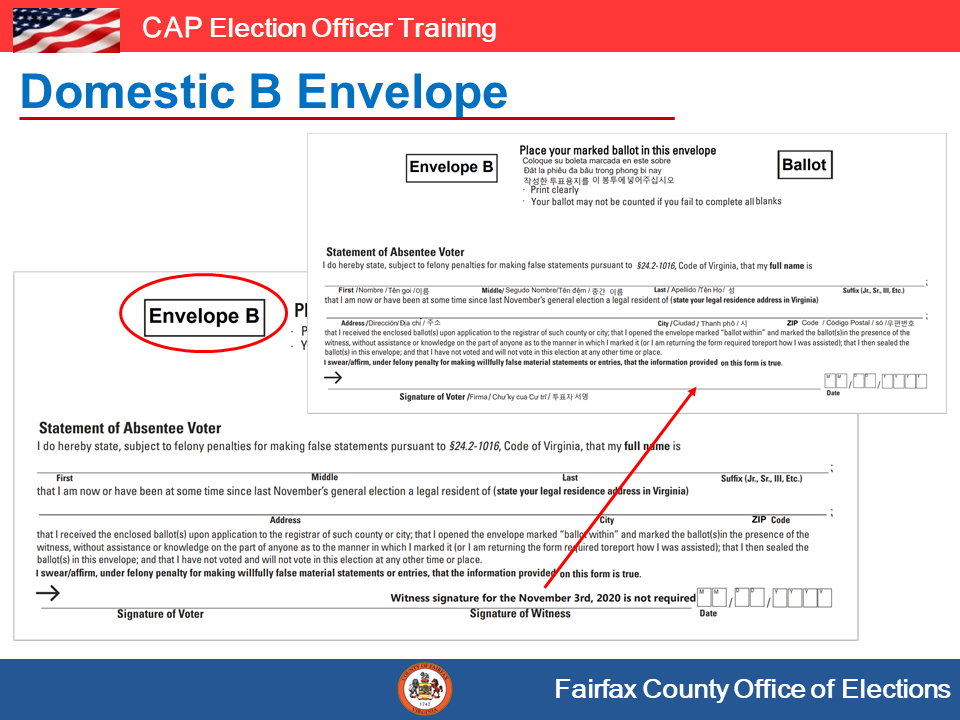 CAP Election Officer Training
Domestic B Envelope
Envelope B
Place your marked ballot in this envelope
Coloque su boleta marcada en este sobre
Đăt la phiêu đa bâu trong phong bi nay
작성한 투표용지를 이 봉투에 넣어주십시오
· Print clearly
· Your ballot may not be counted if you fail to complete all blanks
Ballot
Statement of Absentee Voter
I do hereby state, subject to felony penalties for making false statements pursuant to §24.2-1016, Code of Virginia, that my full name is
;
First /Nombre /Tên goi /이름 Middle/ Segudo Nombre/Tên đêm / 중간 이름 Last / Apellido /Tên Ho / 성 Suffix (Jr., Sr., III, Etc.)
that I am now or have been at some time since last November's general election a legal resident of (state your legal residence address in Virginia)
;
Address /Dirección/Đia chỉ / 주소 City / Ciudad / Thanh phố / 시 ZIP Code / Código Postal / số /우편번호
that I received the enclosed ballot(s) upon application to the registrar of such county or city; that I opened the envelope marked "ballot within" and marked the ballot(s)in the presence of the
witness, without assistance or knowledge on the part of anyone as to the manner in which I marked it (or I am returning the form required toreport how I was assisted); that I then sealed the
ballot(s) in this envelope; and that I have not voted and will not vote in this election at any other time or place.
I swear/affirm, under felony penalty for making willfully false material statements or entries, that the information provided on this form is true.
M M / D D / Y Y Y Y
Signature of Voter /Firma / Chư ̃ky cua Cư trỉ / 투표자 서명 Date
Envelope B
Pl
· P
· Y
Statement of Absentee Voter
I do hereby state, subject to felony penalties for making false statements pursuant to §24.2-1016, Code of Virginia, that my full name is
;
First Middle Last Suffix (Jr., Sr., III, Etc.)
that I am now or have been at some time since last November's general election a legal resident of (state your legal residence address in Virginia)
;
Address City ZIP Code
that I received the enclosed ballot(s) upon application to the registrar of such county or city; that I opened the envelope marked "ballot within" and marked the ballot(s)in the presence of the
witness, without assistance or knowledge on the part of anyone as to the manner in which I marked it (or I am returning the form required toreport how I was assisted); that I then sealed the
ballot(s) in this envelope; and that I have not voted and will not vote in this election at any other time or place.
I swear/affirm, under felony penalty for making willfully false material statements or entries, that the information provided on this form is true.
Witness signature for the November 3rd, 2020 is not required M M / D D / Y Y Y Y
Signature of Voter Signature of Witness Date
COUNTY OF FAIRFAX
1742
VIRGINIA
Fairfax County Office of Elections